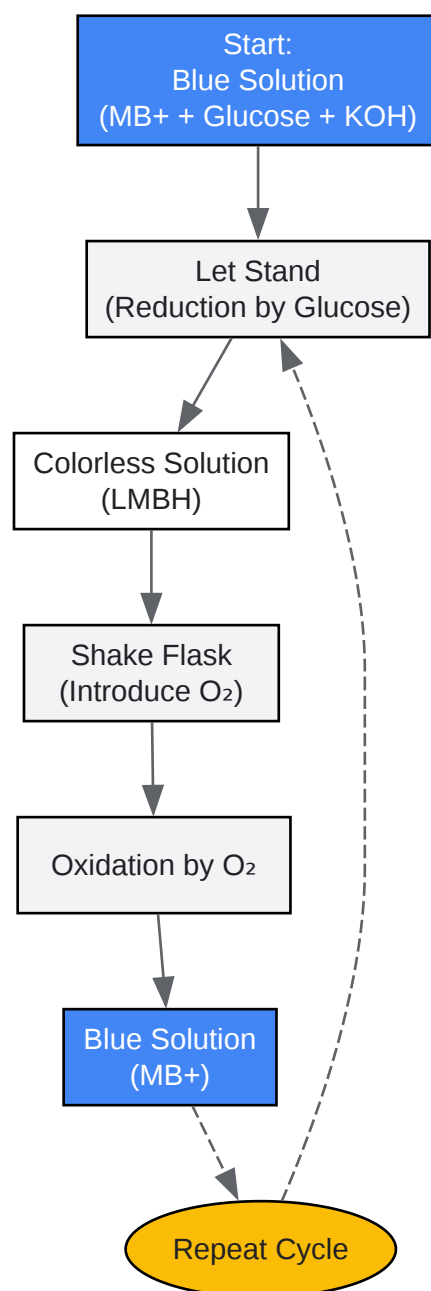 Start:
Blue Solution
(MB+ + Glucose + KOH)
Let Stand
(Reduction by Glucose)
Colorless Solution
(LMBH)
Shake Flask
(Introduce O₂)
Oxidation by O₂
Blue Solution
(MB+)
Repeat Cycle